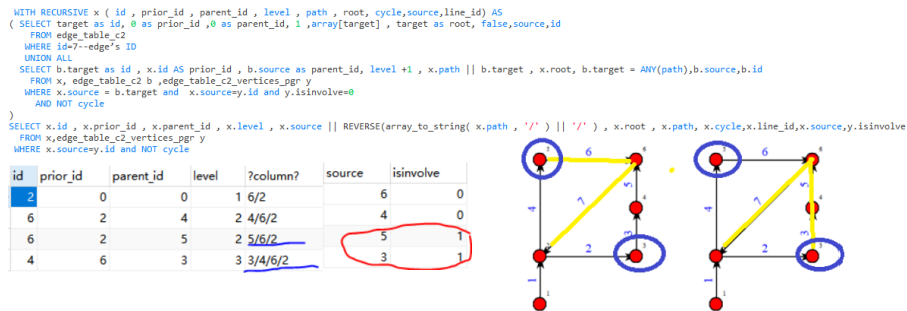 WITH RECURSIVE x ( id , prior_id , parent_id , level , path , root, cycle,source,line_id) AS
( SELECT target as id, 0 as prior_id ,0 as parent_id, 1 ,array[target] , target as root, false,source,id
FROM edge_table_c2
WHERE id=7--edge's ID
UNION ALL
SELECT b.target as id , x.id AS prior_id , b.source as parent_id, level +1 , x.path || b.target , x.root, b.target = ANY(path),b.source,b.id
FROM x, edge_table_c2 b ,edge_table_c2_vertices_pgr y
WHERE x.source = b.target and x.source=y.id and y.isinvolve=0
AND NOT cycle
)
SELECT x.id , x.prior_id , x.parent_id , x.level , x.source || REVERSE(array_to_string( x.path , '/' ) || '/' ) , x.root , x.path, x.cycle,x.line_id,x.source,y.isinvolve
FROM x,edge_table_c2_vertices_pgr y
WHERE x.source=y.id and NOT cycle
id prior_id parent_id level ?column? source isinvolve
2 0 0 1 6/2 6 0
6 2 4 2 4/6/2 4 0
6 2 5 2 5/6/2 5 1
4 6 3 3 3/4/6/2 3 1
6 6
5 5
4 7 4 7
3 3
2 2
1 1